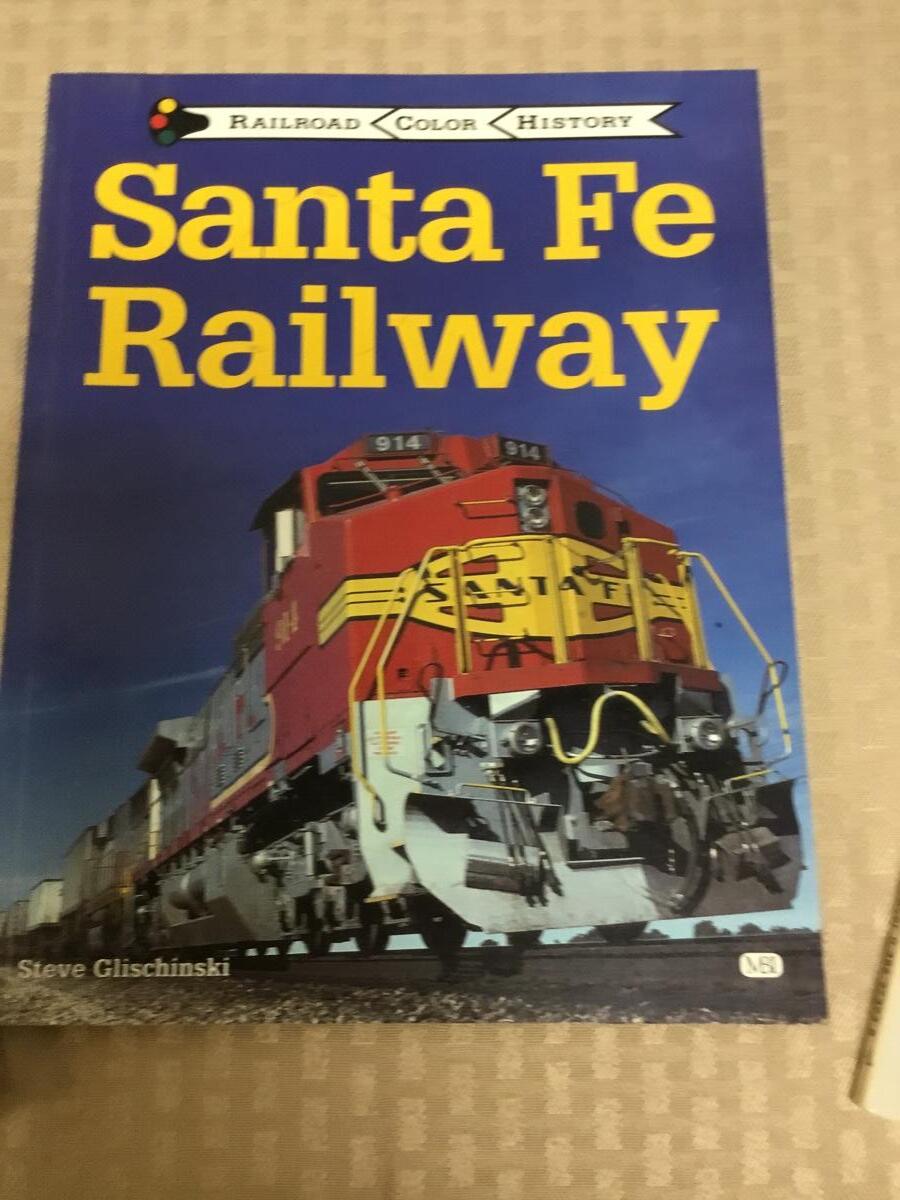 Railroad Color History
Santa Fe
Railway
914 914
SANTA FE
Steve Glischinski
MBI